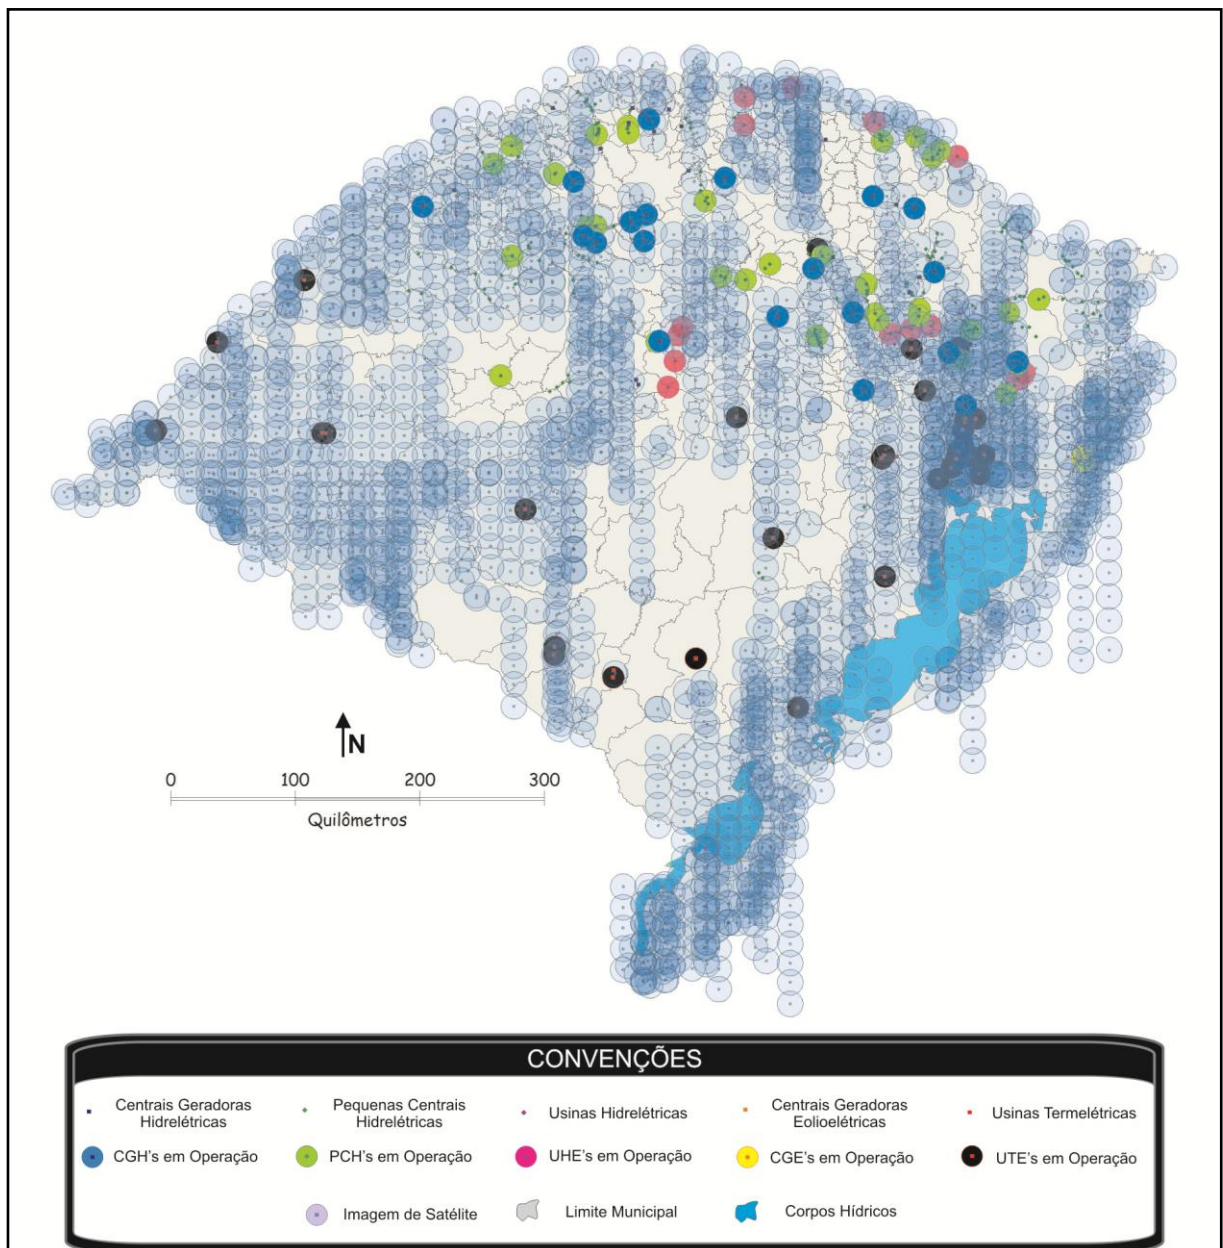 N
0 100 200 300
Quilômetros
CONVENÇÕES
Centrais Geradoras
Hidrelétricas
Pequenas Centrais
Hidrelétricas
Usinas Hidrelétricas
Centrais Geradoras
Eolioelétricas
Usinas Termelétricas
CGH's em Operação
PCH's em Operação
UHE's em Operação
CGE's em Operação
UTE's em Operação
Imagem de Satélite
Limite Municipal
Corpos Hídricos